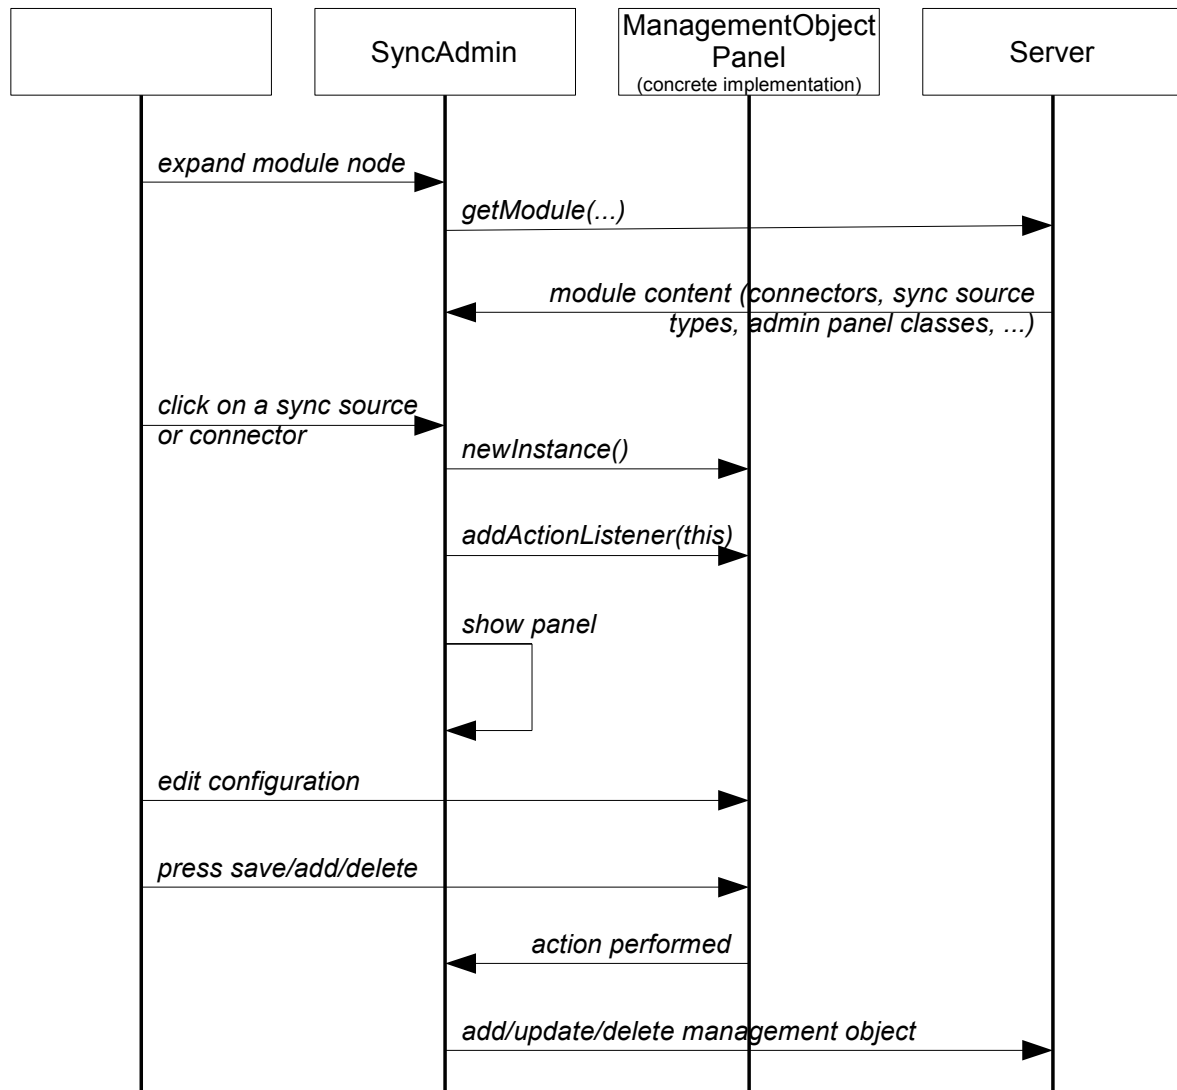 SyncAdmin
ManagementObject
Panel
(concrete implementation)
Server
expand module node
getModule(...)
module content (connectors, sync source
types, admin panel classes, ...)
click on a sync source
or connector
newInstance()
addActionListener(this)
show panel
edit configuration
press save/add/delete
action performed
add/update/delete management object